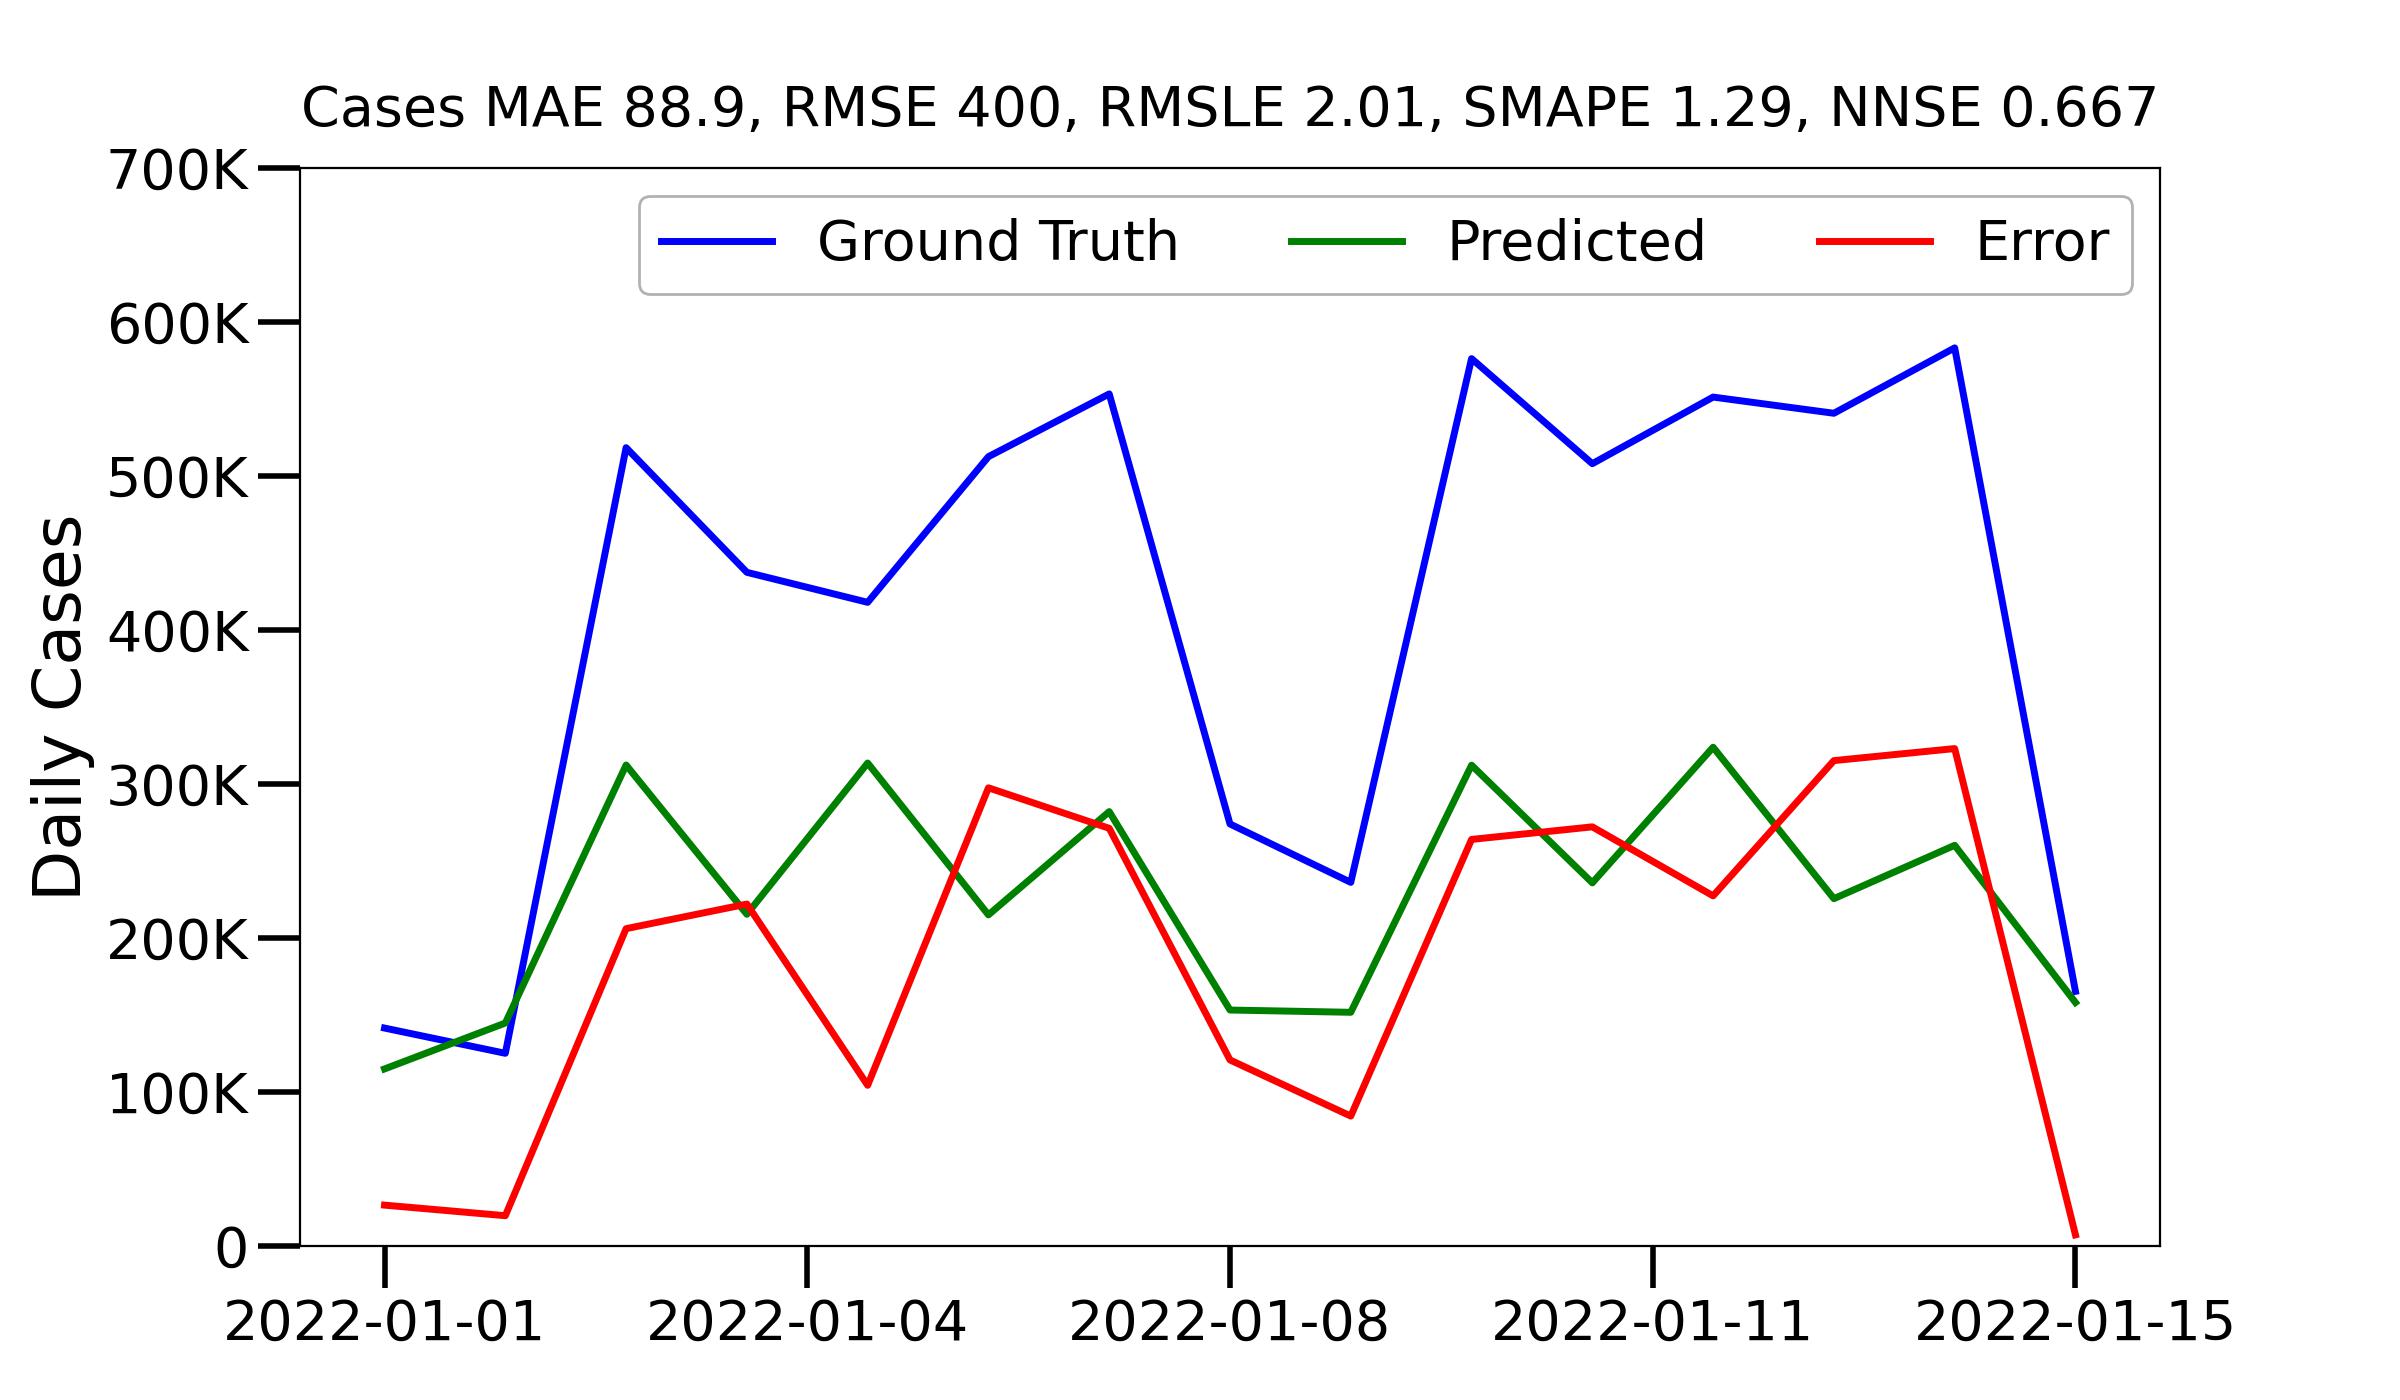 Cases MAE 88.9, RMSE 400, RMSLE 2.01, SMAPE 1.29, NNSE 0.667
700K
Ground Truth Predicted Error
600K
500K
400K
300K
200K
100K
0
Daily Cases
2022-01-01 2022-01-04 2022-01-08 2022-01-11 2022-01-15